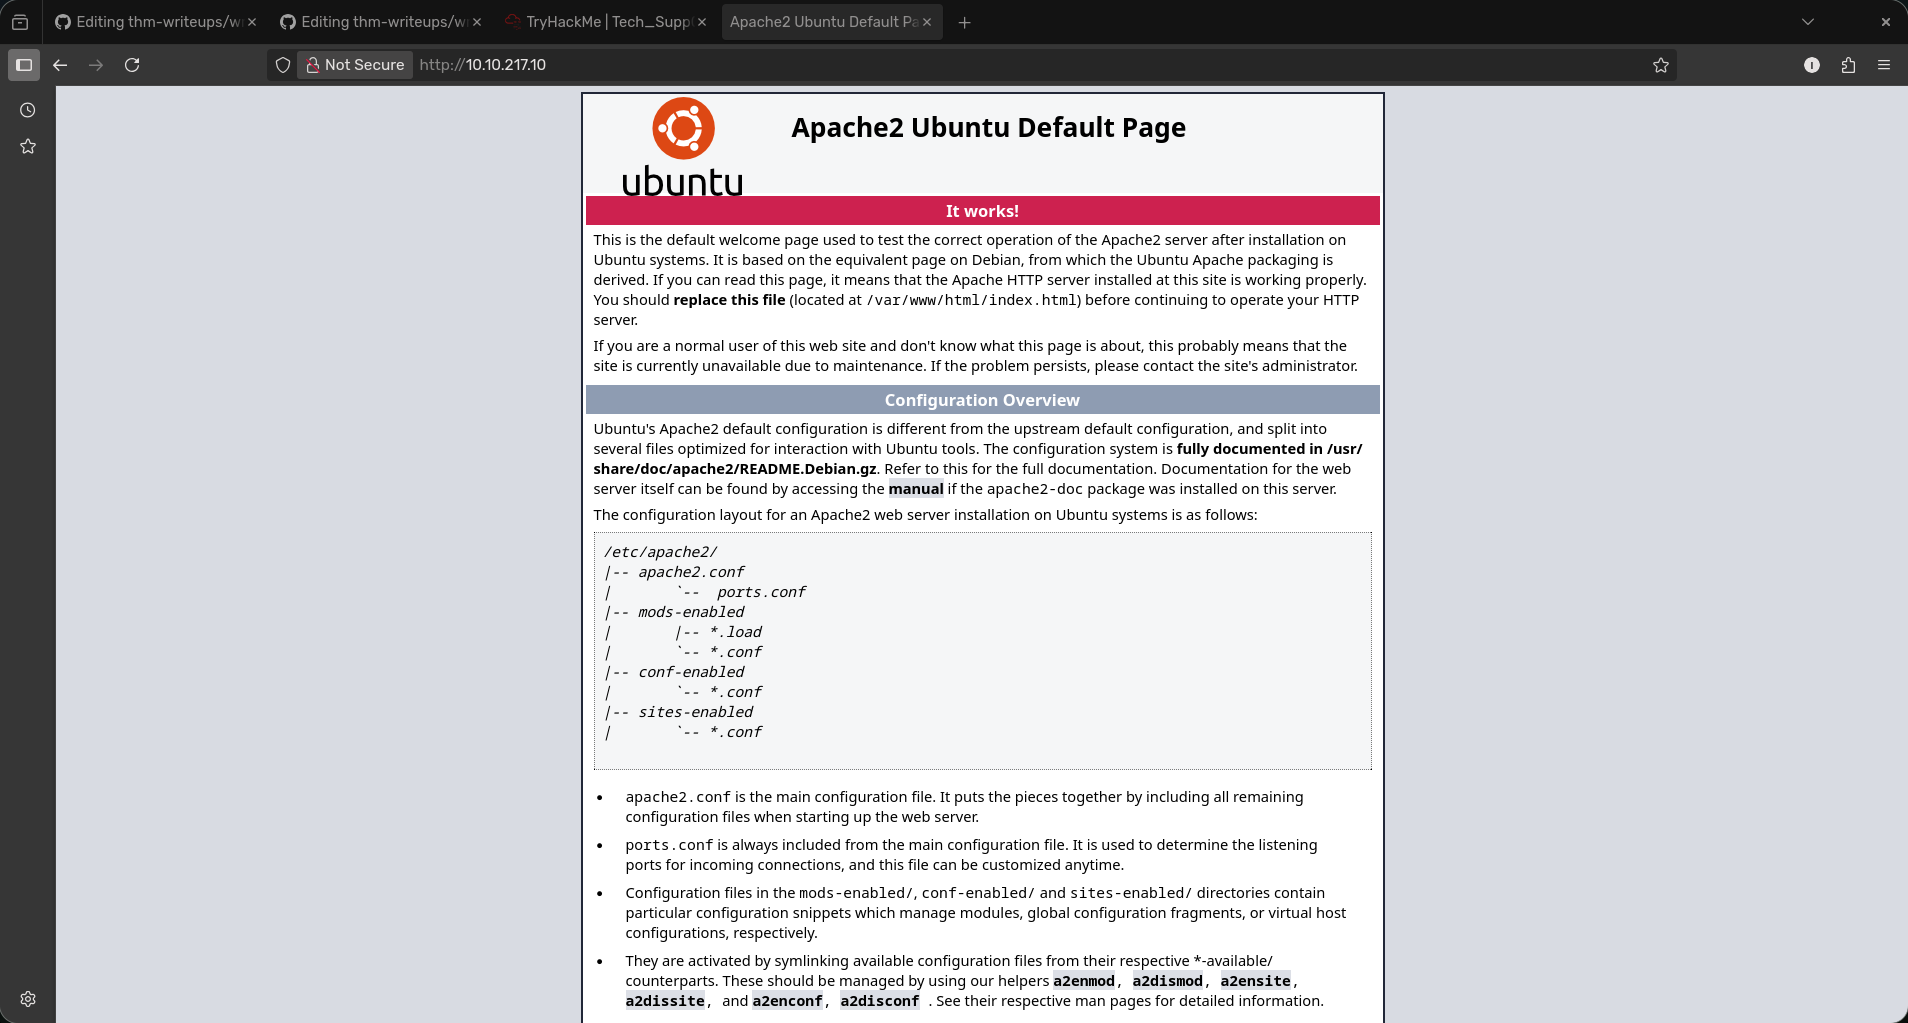 Editing thm-writeups/w
Editing thm-writeups/w
TryHackMe | Tech_Supp
Apache2 Ubuntu Default Pa
Not Secure
http://10.10.217.10
ubuntu
Apache2 Ubuntu Default Page
It works!
This is the default welcome page used to test the correct operation of the Apache2 server after installation on
Ubuntu systems. It is based on the equivalent page on Debian, from which the Ubuntu Apache packaging is
derived. If you can read this page, it means that the Apache HTTP server installed at this site is working properly.
You should replace this file (located at /var/www/html/index.html) before continuing to operate your HTTP
server.
If you are a normal user of this web site and don't know what this page is about, this probably means that the
site is currently unavailable due to maintenance. If the problem persists, please contact the site's administrator.
Configuration Overview
Ubuntu's Apache2 default configuration is different from the upstream default configuration, and split into
several files optimized for interaction with Ubuntu tools. The configuration system is fully documented in /usr/
share/doc/apache2/README.Debian.gz. Refer to this for the full documentation. Documentation for the web
server itself can be found by accessing the manual if the apache2-doc package was installed on this server.
The configuration layout for an Apache2 web server installation on Ubuntu systems is as follows:
/etc/apache2/
|-- apache2.conf
|       `--  ports.conf
|-- mods-enabled
|       |-- *.load
|       `-- *.conf
|-- conf-enabled
|       `-- *.conf
|-- sites-enabled
|       `-- *.conf
• apache2.conf is the main configuration file. It puts the pieces together by including all remaining
configuration files when starting up the web server.
• ports.conf is always included from the main configuration file. It is used to determine the listening
ports for incoming connections, and this file can be customized anytime.
• Configuration files in the mods-enabled/, conf-enabled/ and sites-enabled/ directories contain
particular configuration snippets which manage modules, global configuration fragments, or virtual host
configurations, respectively.
• They are activated by symlinking available configuration files from their respective *-available/
counterparts. These should be managed by using our helpers a2enmod, a2dismod, a2ensite,
a2dissite, and a2enconf, a2disconf . See their respective man pages for detailed information.